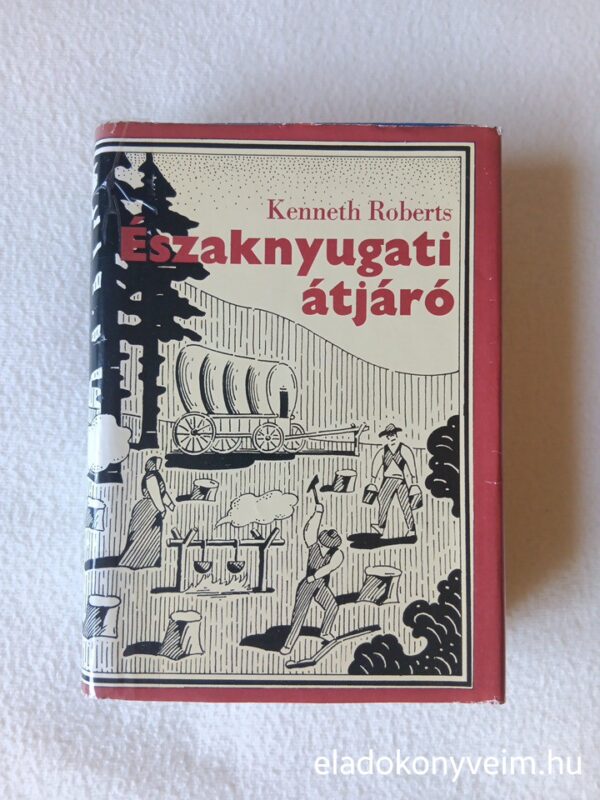 Kenneth Roberts
Északnyugati
átjáró
eladokonyveim.hu